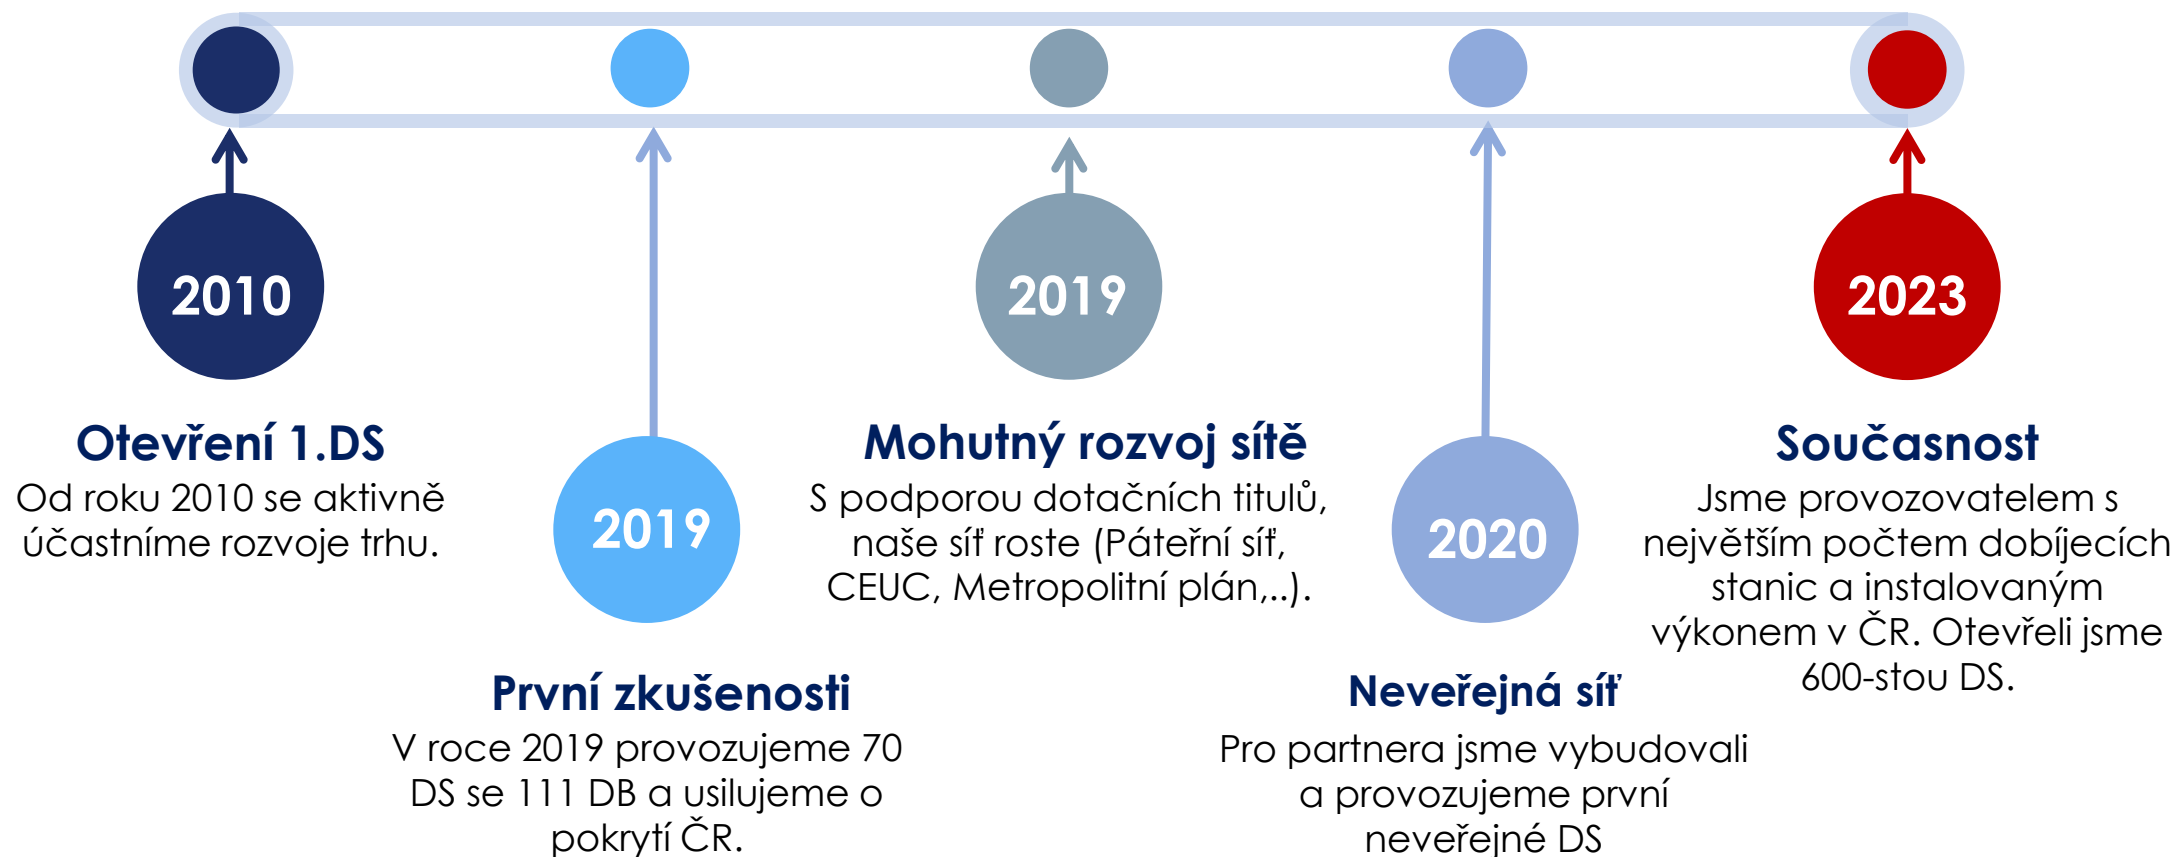 2010
Otevření 1.DS
Od roku 2010 se aktivně
účastníme rozvoje trhu.
2019
První zkušenosti
V roce 2019 provozujeme 70
DS se 111 DB a usilujeme o
pokrytí ČR.
2019
Mohutný rozvoj sítě
S podporou dotačních titulů,
naše síť roste (Páteřní síť,
CEUC, Metropolitní plán,..).
2020
Neveřejná síť
Pro partnera jsme vybudovali
a provozujeme první
neveřejné DS
2023
Současnost
Jsme provozovatelem s
největším počtem dobíjecích
stanic a instalovaným
výkonem v ČR. Otevřeli jsme
600-stou DS.